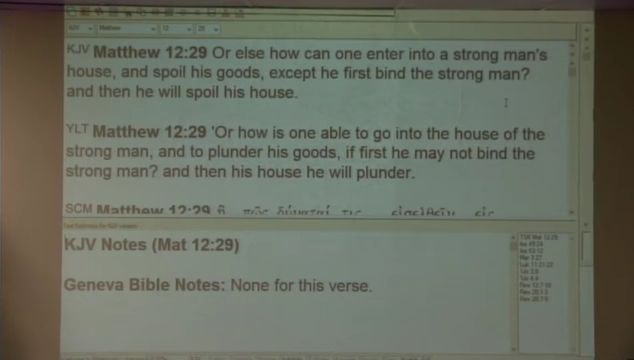 KJV Matthew 12:29 Or else how can one enter into a strong man's
house, and spoil his goods, except he first bind the strong man?
and then he will spoil his house.
YLT Matthew 12:29 'Or how is one able to go into the house of the
strong man, and to plunder his goods, if first he may not bind the
strong man? and then his house he will plunder.
SCM Matthew 12:29
KJV Notes (Mat 12:29)
Geneva Bible Notes: None for this verse.